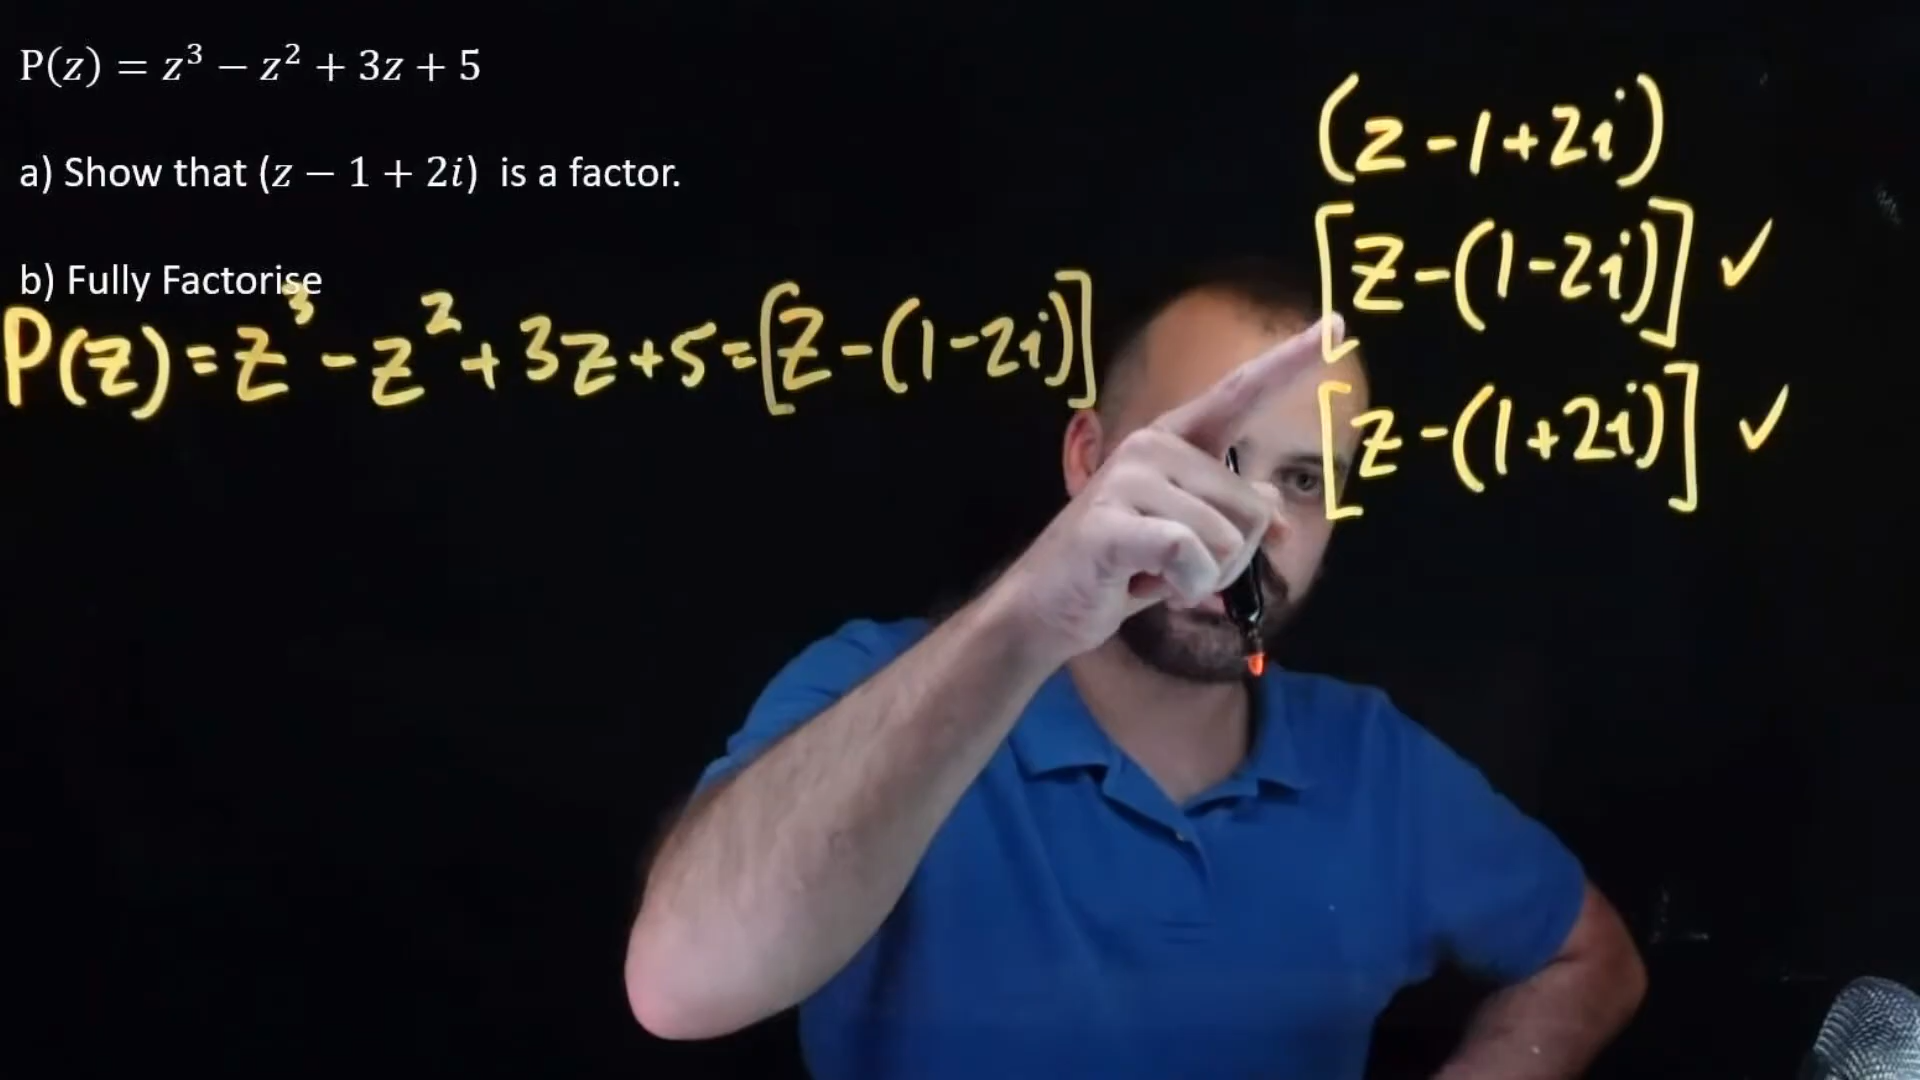 P(z) = z³ − z² + 3z + 5
a) Show that (z − 1 + 2i) is a factor.
b) Fully Factorise
P(z) = z³ - z² + 3z + 5 = [z - (1 - 2i)]
(z - 1 + 2i)
[z - (1 - 2i)] ✓
[z - (1 + 2i)] ✓